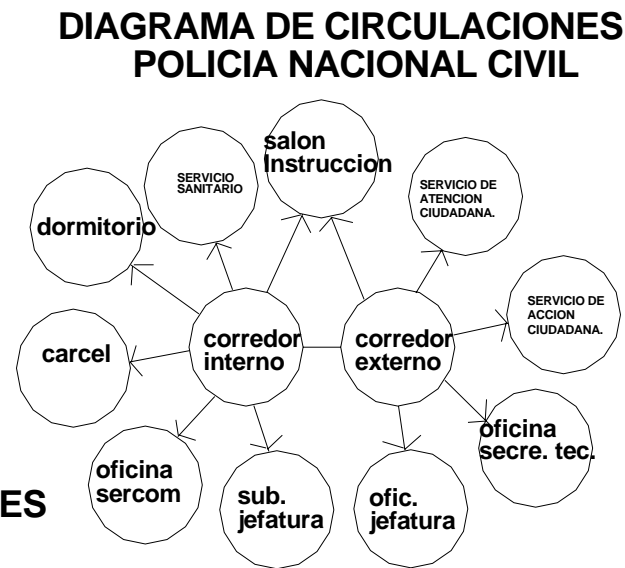 DIAGRAMA DE CIRCULACIONES
POLICIA NACIONAL CIVIL
salon
Instruccion
SERVICIO
SANITARIO
SERVICIO DE
ATENCION
CIUDADANA.
dormitorio
SERVICIO DE
ACCION
CIUDADANA.
corredor
interno
corredor
externo
carcel
oficina
secre. tec.
oficina
sercom
sub.
jefatura
ofic.
jefatura
ES